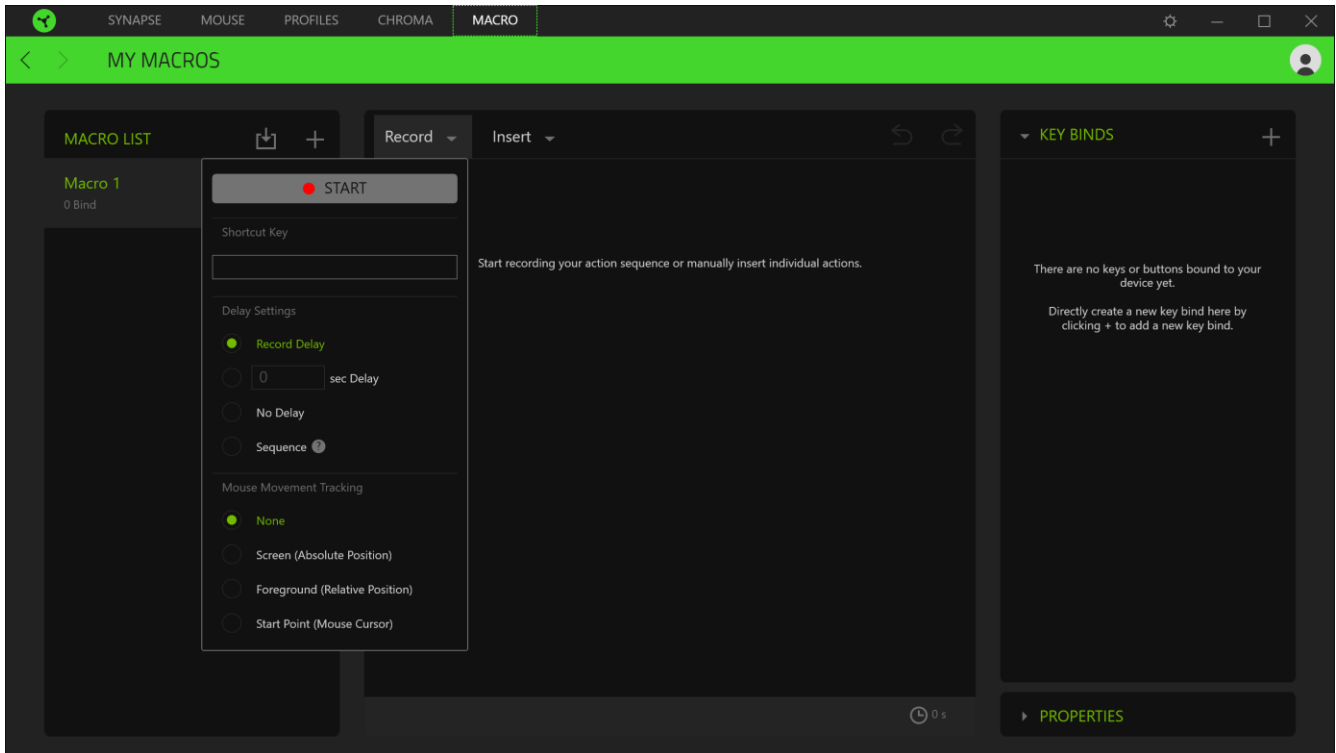 SYNAPSE MOUSE PROFILES CHROMA MACRO
MY MACROS
MACRO LIST
Macro 1
0 Bind
Record Insert
START
Shortcut Key
Delay Settings
Record Delay
0 sec Delay
No Delay
Sequence ?
Mouse Movement Tracking
None
Screen (Absolute Position)
Foreground (Relative Position)
Start Point (Mouse Cursor)
Start recording your action sequence or manually insert individual actions.
0 s
KEY BINDS
There are no keys or buttons bound to your
device yet.
Directly create a new key bind here by
clicking + to add a new key bind.
PROPERTIES